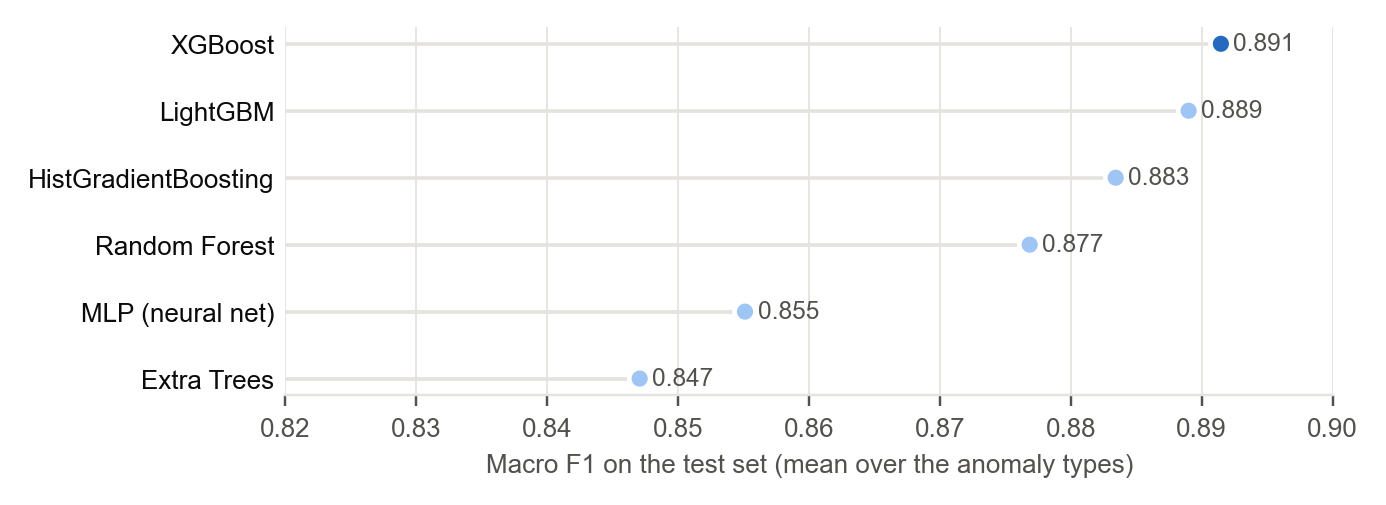 XGBoost 0.891
LightGBM 0.889
HistGradientBoosting 0.883
Random Forest 0.877
MLP (neural net) 0.855
Extra Trees 0.847
0.82 0.83 0.84 0.85 0.86 0.87 0.88 0.89 0.90
Macro F1 on the test set (mean over the anomaly types)